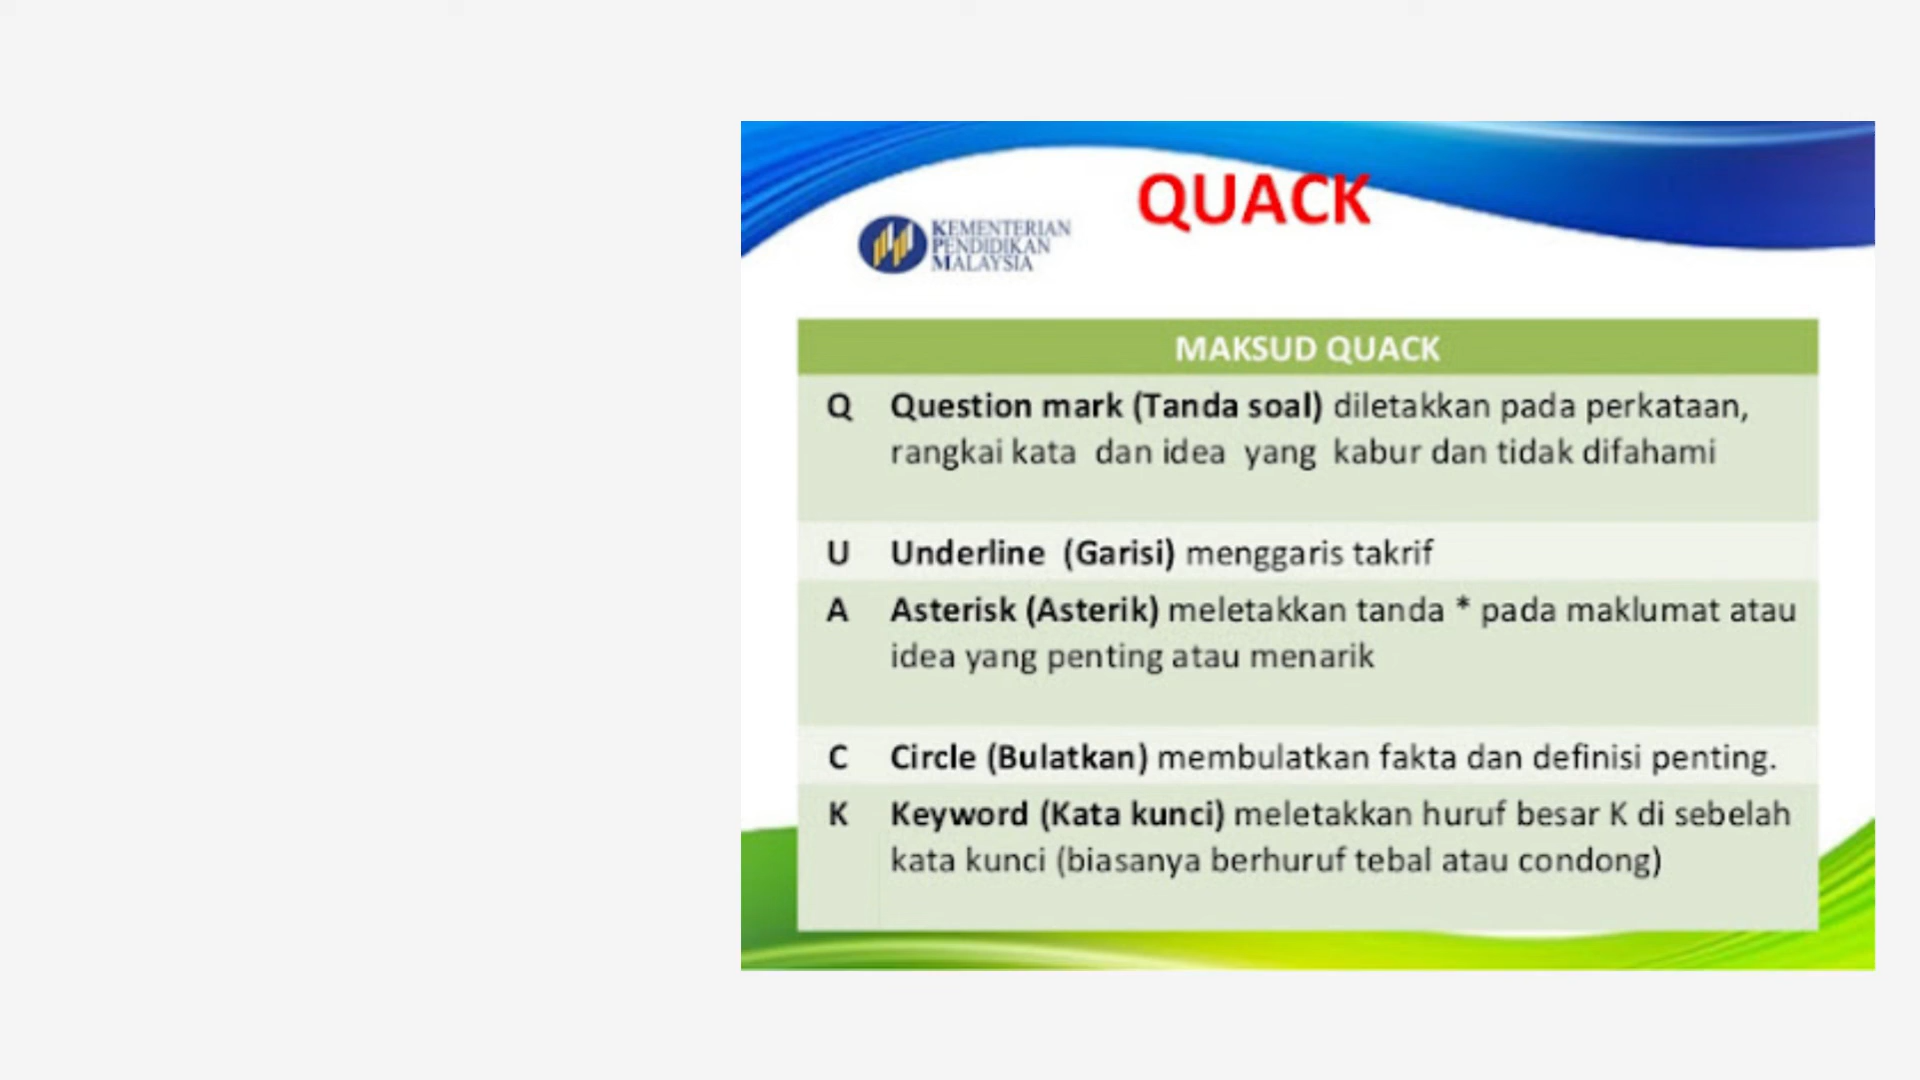 QUACK
KEMENTERIAN
PENDIDIKAN
MALAYSIA
MAKSUD QUACK
Q Question mark (Tanda soal) diletakkan pada perkataan,
rangkai kata dan idea yang kabur dan tidak difahami
U Underline (Garisi) menggaris takrif
A Asterisk (Asterik) meletakkan tanda * pada maklumat atau
idea yang penting atau menarik
C Circle (Bulatkan) membulatkan fakta dan definisi penting.
K Keyword (Kata kunci) meletakkan huruf besar K di sebelah
kata kunci (biasanya berhuruf tebal atau condong)